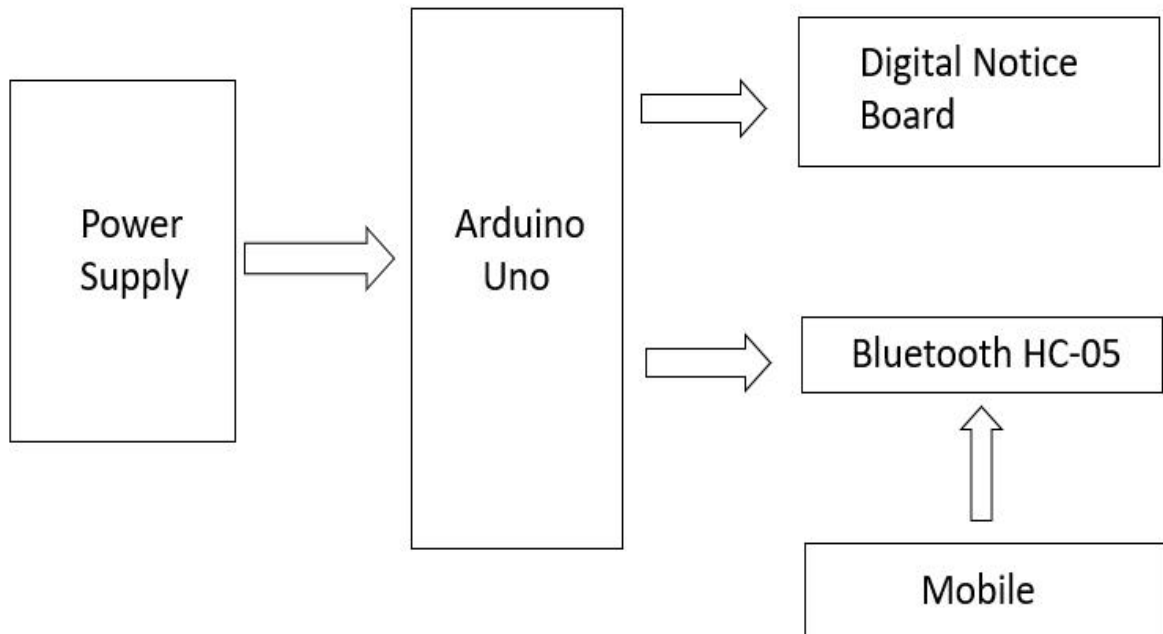 Power
Supply
Arduino
Uno
Digital Notice
Board
Bluetooth HC-05
Mobile